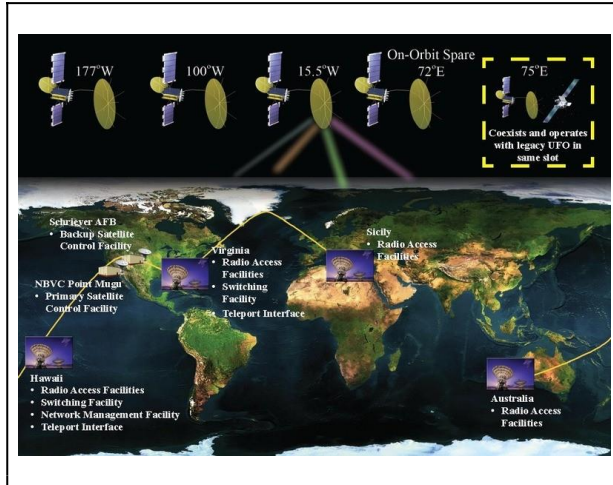 On-Orbit Spare
177°W
100°W
15.5°W
72°E
75°E
Coexists and operates
with legacy UFO in
same slot
Schriever AFB
• Backup Satellite
Control Facility
NBVC Point Mugu
• Primary Satellite
Control Facility
Virginia
• Radio Access
Facilities
• Switching
Facility
• Teleport Interface
Sicily
• Radio Access
Facilities
Hawaii
• Radio Access Facilities
• Switching Facility
• Network Management Facility
• Teleport Interface
Australia
• Radio Access
Facilities